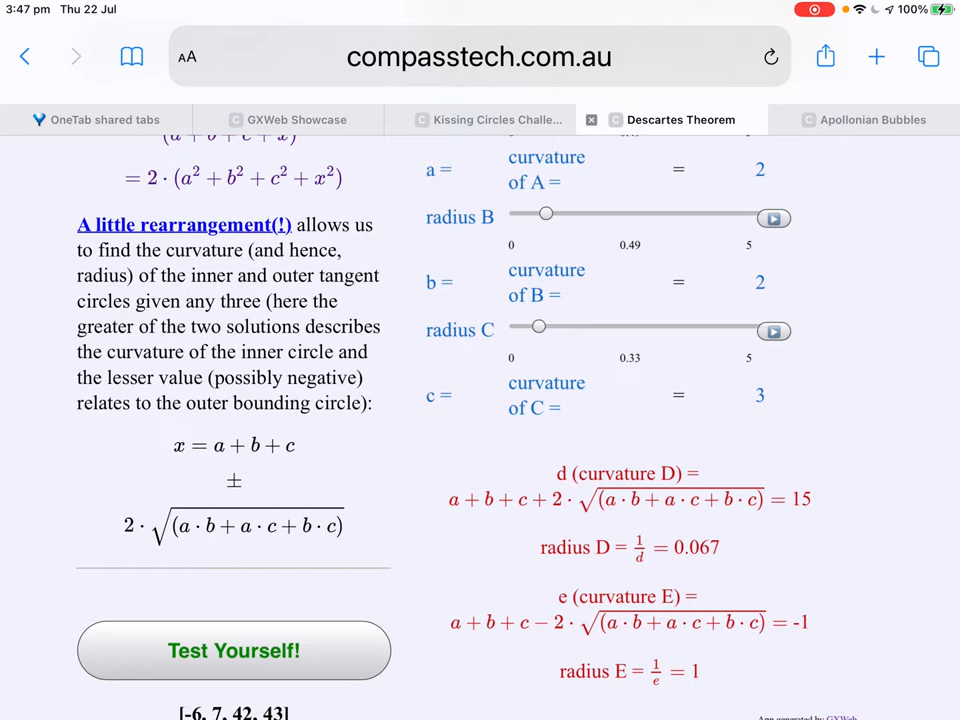 3:47 pm Thu 22 Jul
100%
AA
compasstech.com.au
OneTab shared tabs
GXWeb Showcase
Kissing Circles Challe...
Descartes Theorem
Apollonian Bubbles
(a + b + c + x)
= 2 · (a² + b² + c² + x²)
A little rearrangement(!) allows us
to find the curvature (and hence,
radius) of the inner and outer tangent
circles given any three (here the
greater of the two solutions describes
the curvature of the inner circle and
the lesser value (possibly negative)
relates to the outer bounding circle):
x = a + b + c
±
2 · √(a · b + a · c + b · c)
Test Yourself!
[-6, 7, 42, 43]
a = curvature of A = = 2
radius B
0 0.49 5
b = curvature of B = = 2
radius C
0 0.33 5
c = curvature of C = = 3
d (curvature D) =
a + b + c + 2 · √(a · b + a · c + b · c) = 15
radius D = 1/d = 0.067
e (curvature E) =
a + b + c − 2 · √(a · b + a · c + b · c) = -1
radius E = 1/e = 1
App generated by GXWeb